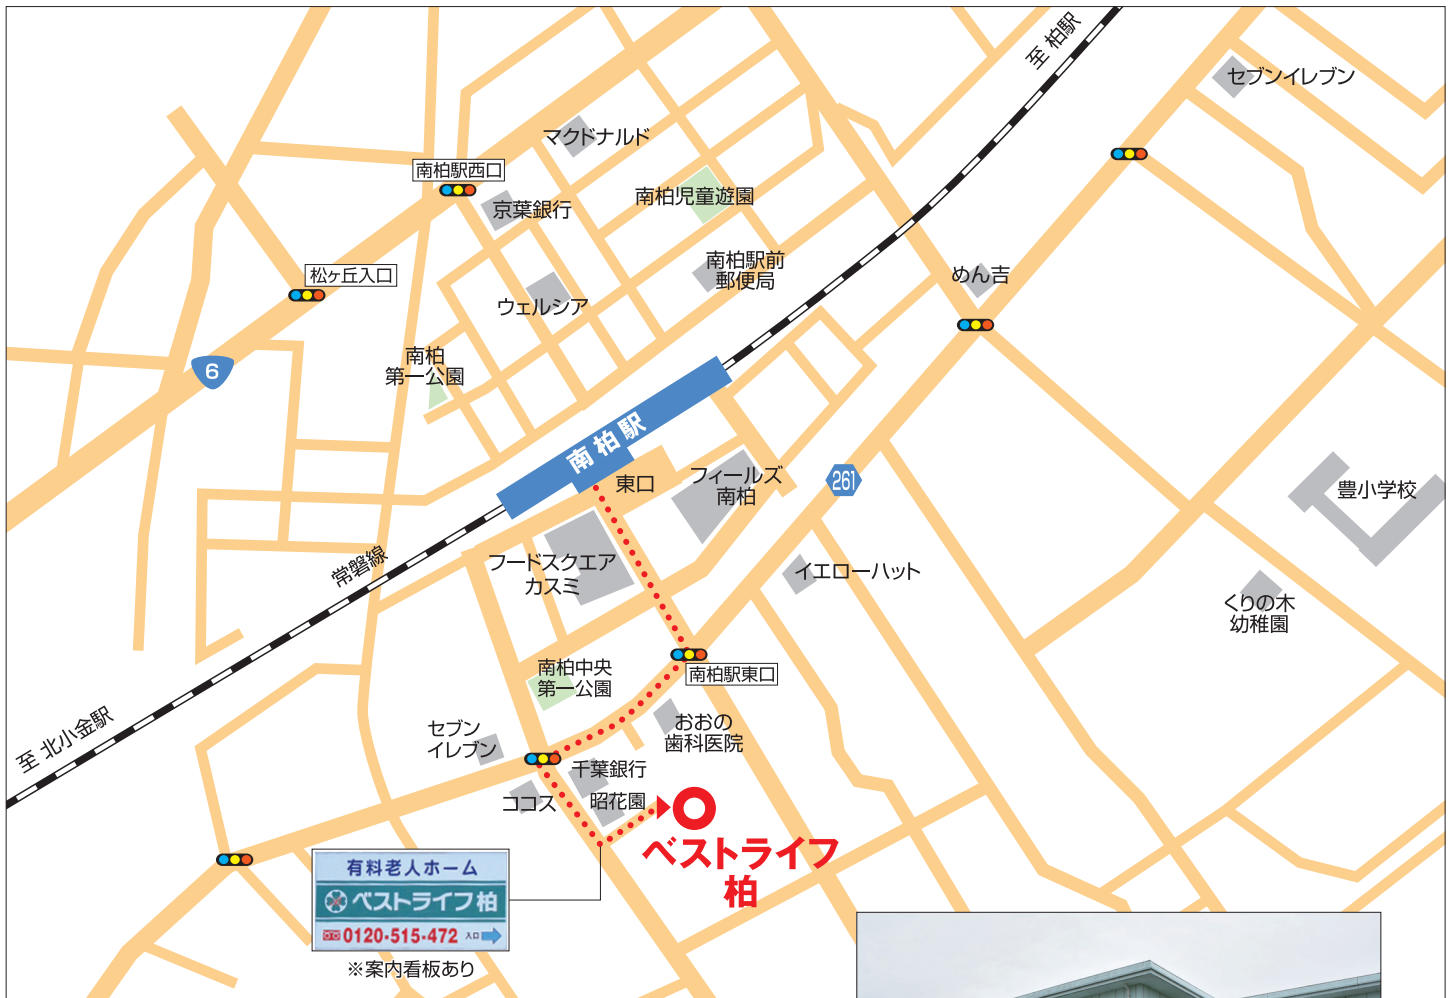 至 柏駅
セブンイレブン
マクドナルド
南柏駅西口
京葉銀行
南柏児童遊園
松ヶ丘入口
南柏駅前
郵便局
めん吉
ウェルシア
6
南柏
第一公園
南柏駅
東口
フィールズ
南柏
261
豊小学校
常磐線
フードスクエア
カスミ
イエローハット
くりの木
幼稚園
南柏中央
第一公園
南柏駅東口
至 北小金駅
セブン
イレブン
おおの
歯科医院
千葉銀行
ココス
昭花園
ベストライフ
柏
有料老人ホーム
ベストライフ柏
0120-515-472 入口
※案内看板あり